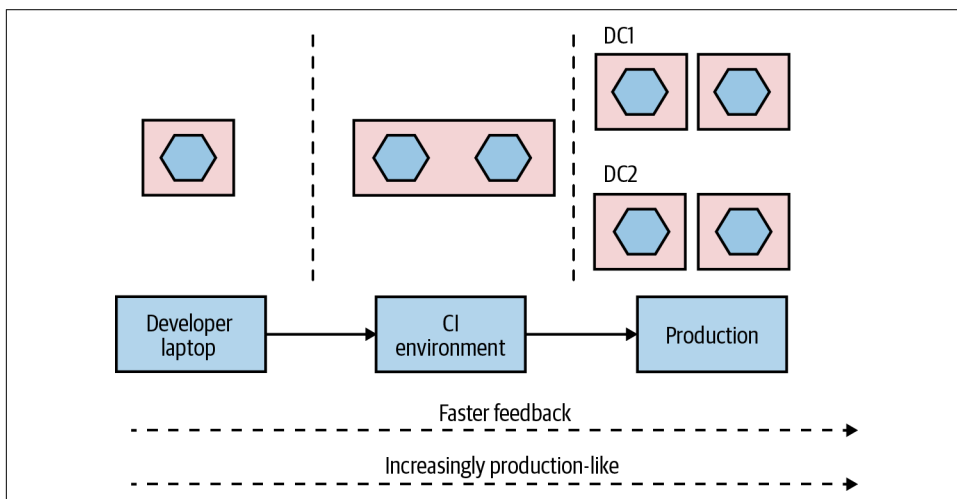 DC1
DC2
Developer
laptop
CI
environment
Production
Faster feedback
Increasingly production-like